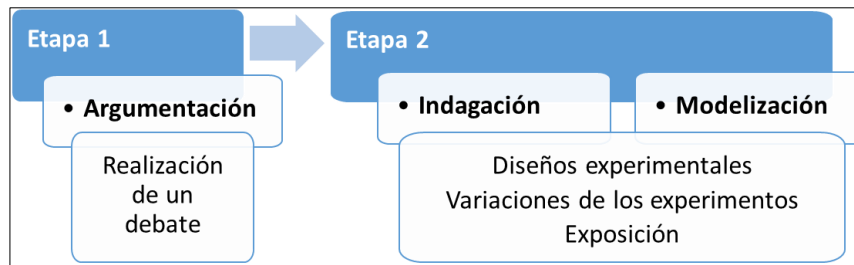 Etapa 1
• Argumentación
Realización
de un
debate
Etapa 2
• Indagación
• Modelización
Diseños experimentales
Variaciones de los experimentos
Exposición